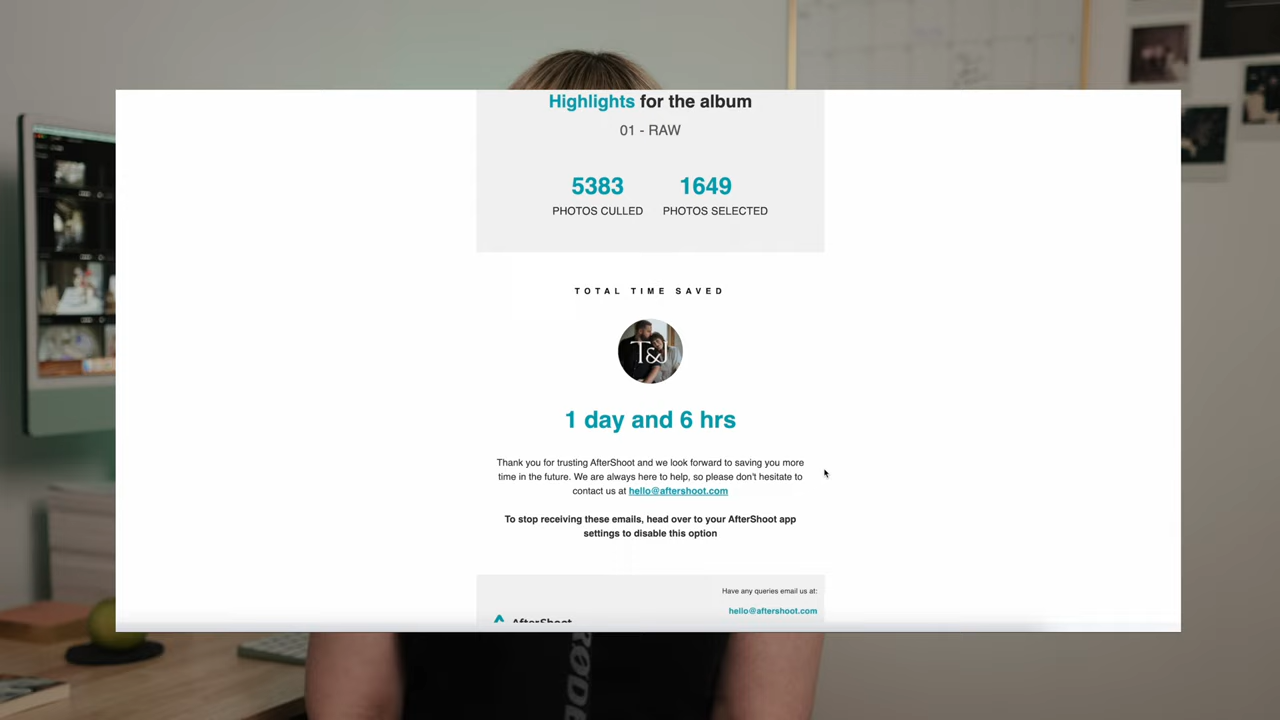 Highlights for the album
01 - RAW
5383 1649
PHOTOS CULLED PHOTOS SELECTED
TOTAL TIME SAVED
T&J
1 day and 6 hrs
Thank you for trusting AfterShoot and we look forward to saving you more
time in the future. We are always here to help, so please don't hesitate to
contact us at hello@aftershoot.com
To stop receiving these emails, head over to your AfterShoot app
settings to disable this option
Have any queries email us at:
hello@aftershoot.com
AfterShoot
RØDE